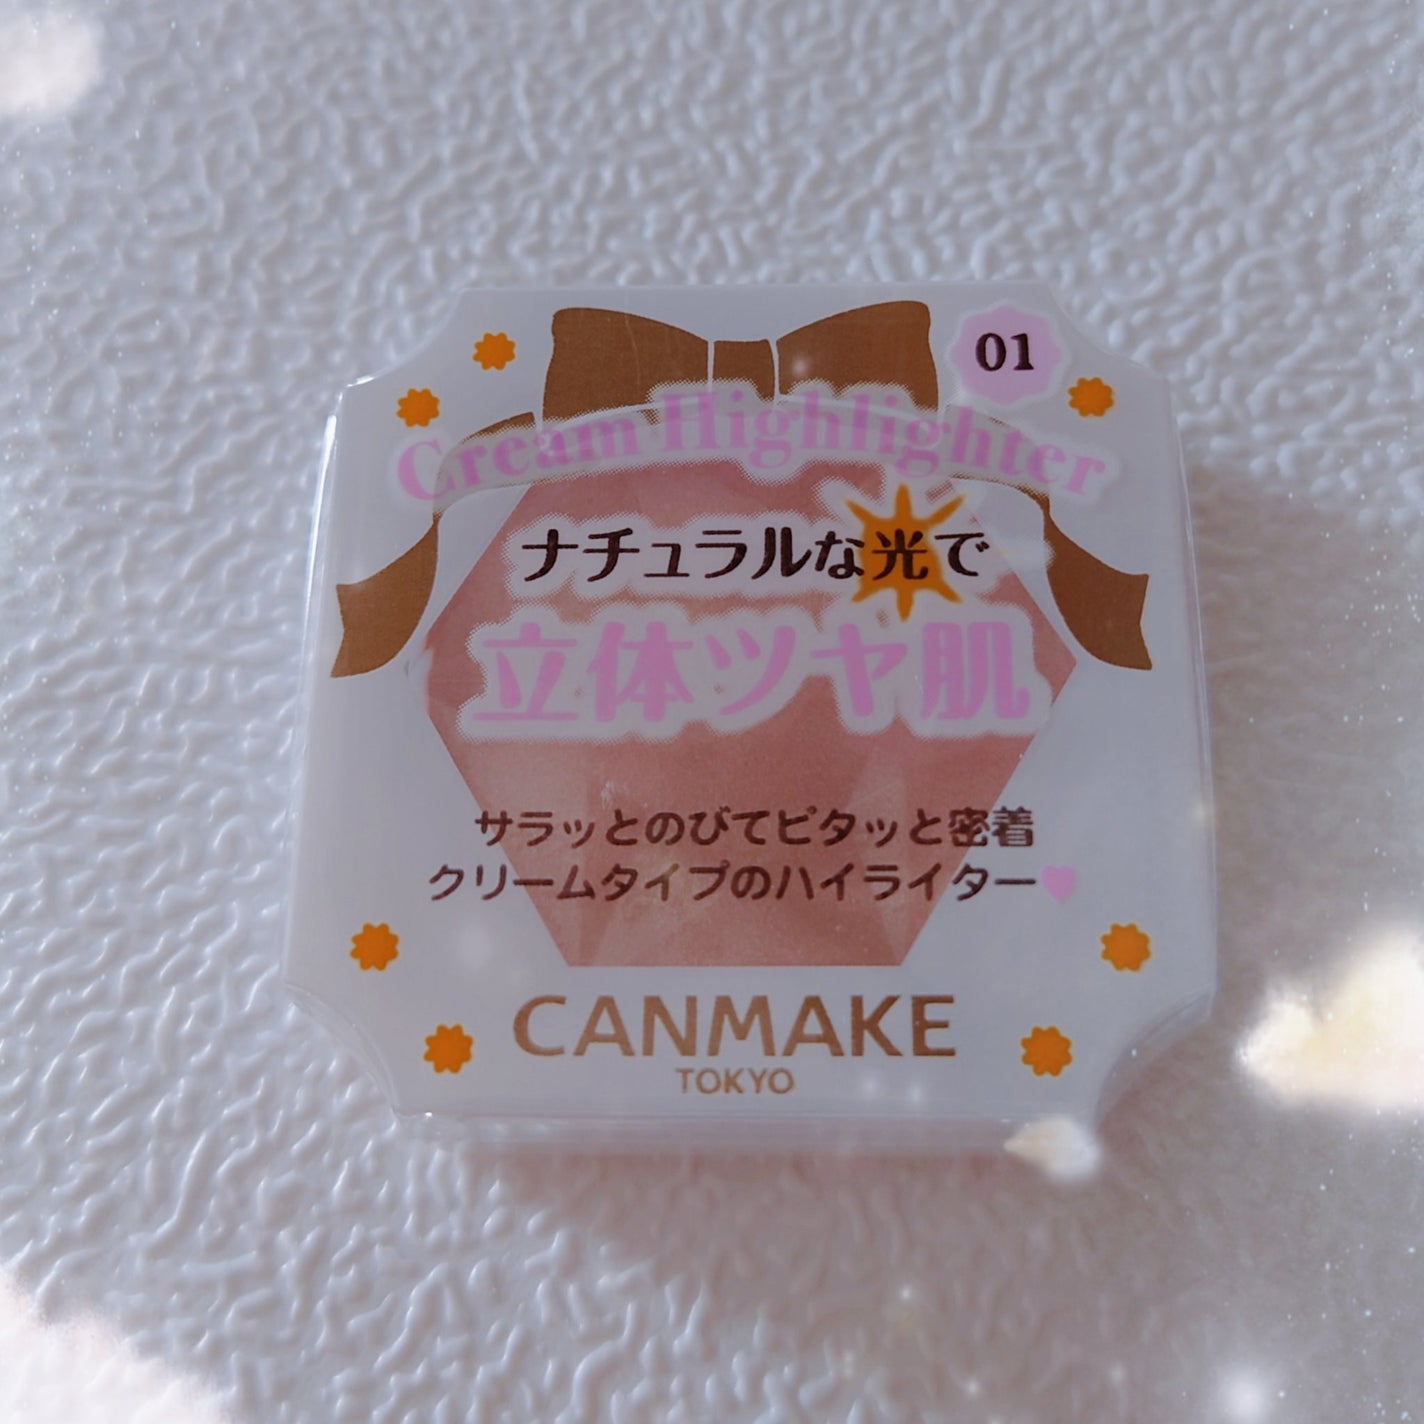 01
Cream Highlighter
ナチュラルな光で
立体ツヤ肌
サラッとのびてピタッと密着
クリームタイプのハイライター♥
CANMAKE
TOKYO